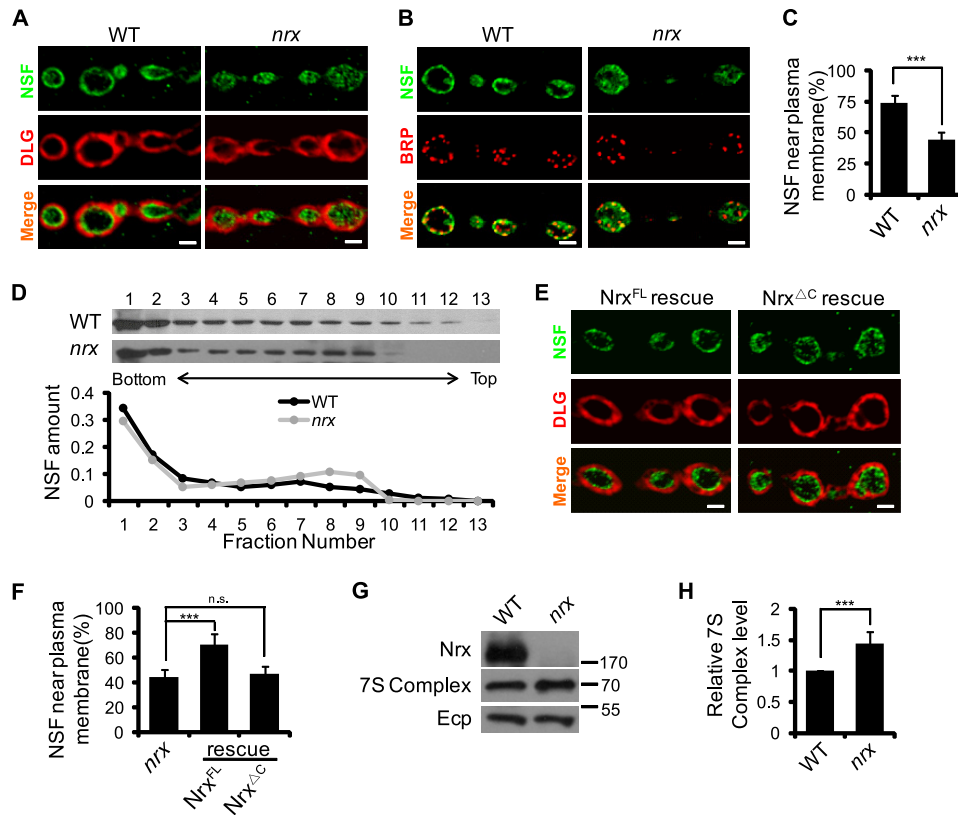 A
WT
nrx
NSF
DLG
Merge
B
WT
nrx
NSF
BRP
Merge
C
NSF near plasma
membrane(%)
100
75
50
25
0
***
WT
nrx
D
1 2 3 4 5 6 7 8 9 10 11 12 13
WT
nrx
Bottom
Top
NSF amount
0.4
0.3
0.2
0.1
0
WT
nrx
1 2 3 4 5 6 7 8 9 10 11 12 13
Fraction Number
E
Nrx^FL rescue
Nrx^△C rescue
NSF
DLG
Merge
F
NSF near plasma
membrane(%)
100
80
60
40
20
0
n.s.
***
nrx
rescue
Nrx^FL
Nrx^△C
G
WT
nrx
Nrx
170
7S Complex
70
55
Ecp
H
Relative 7S
Complex level
2
1.5
1
0.5
0
***
WT
nrx